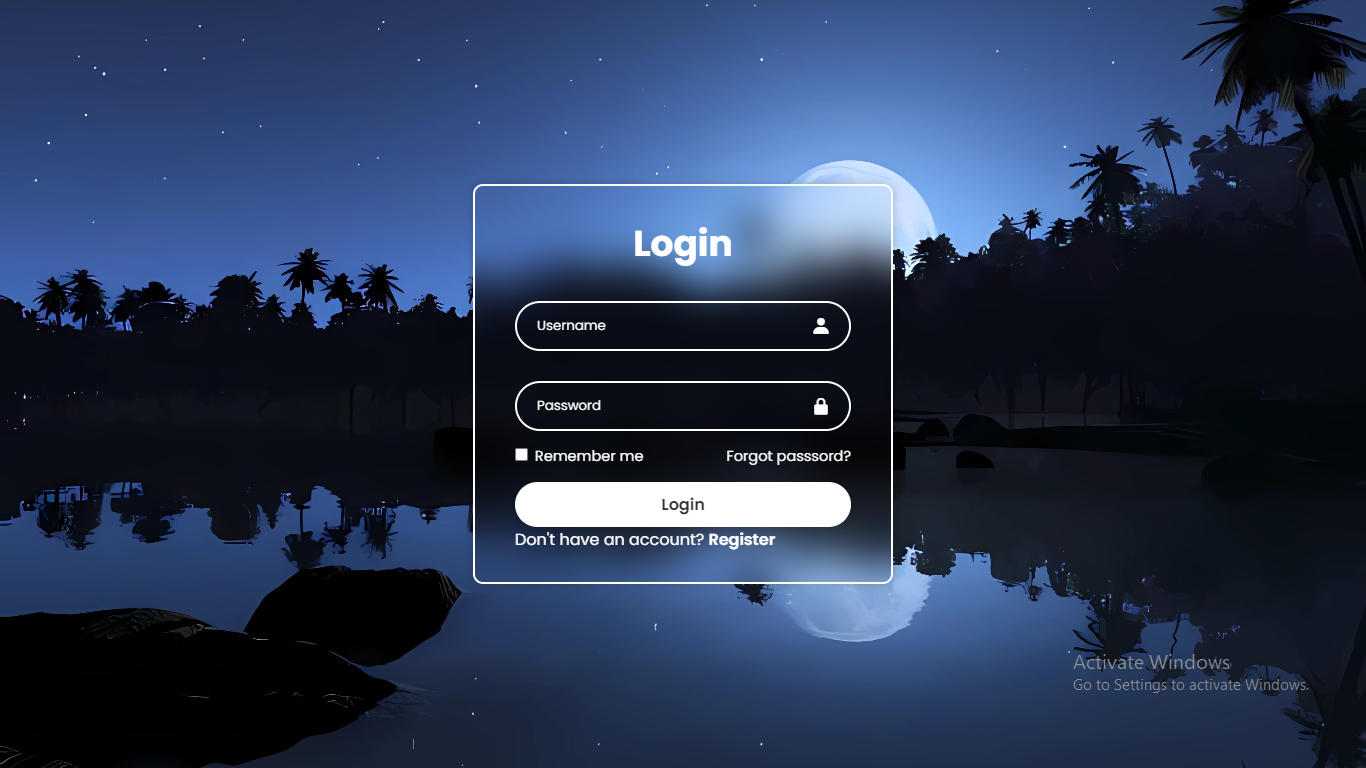 Login
Username
Password
Remember me Forgot passsord?
Login
Don't have an account? Register
Activate Windows
Go to Settings to activate Windows.